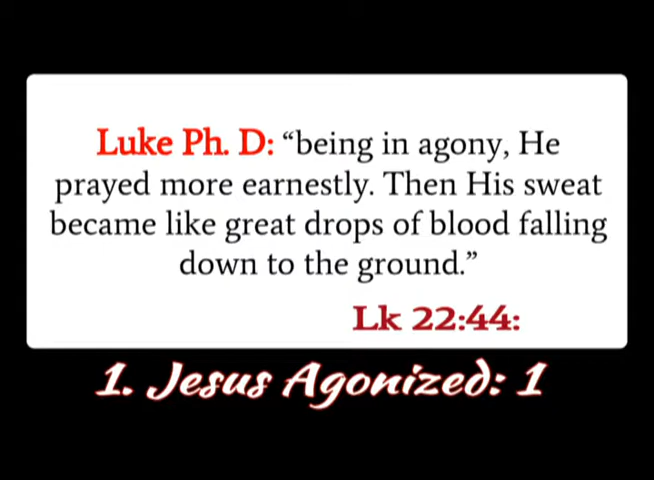 Luke Ph. D: “being in agony, He
prayed more earnestly. Then His sweat
became like great drops of blood falling
down to the ground.”
Lk 22:44:
1. Jesus Agonized: 1